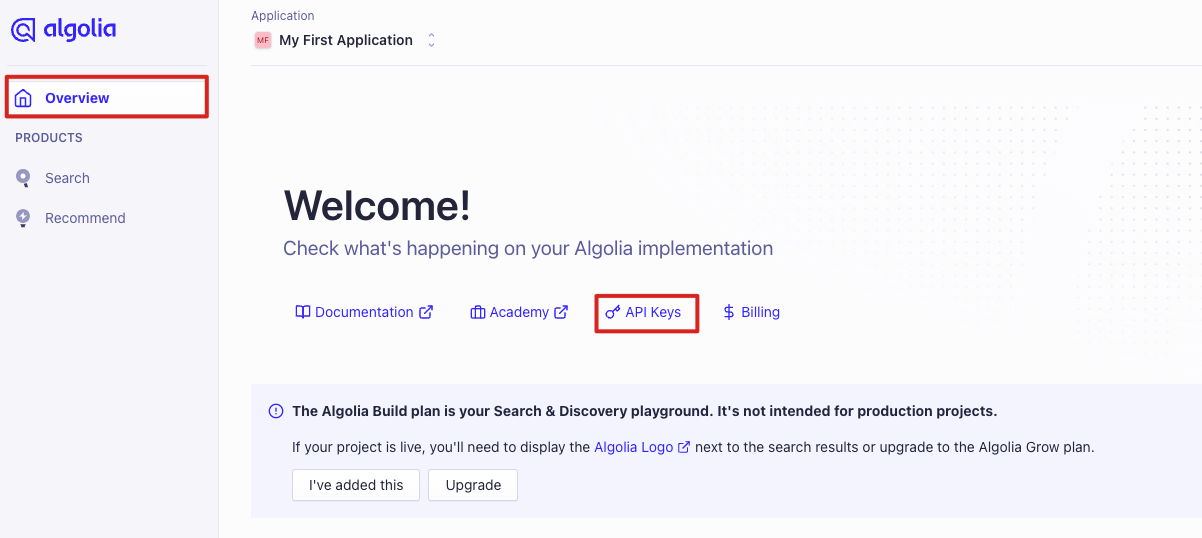 algolia
Application
MF My First Application
Overview
PRODUCTS
Search
Recommend
Welcome!
Check what's happening on your Algolia implementation
Documentation Academy API Keys Billing
The Algolia Build plan is your Search & Discovery playground. It's not intended for production projects.
If your project is live, you'll need to display the Algolia Logo next to the search results or upgrade to the Algolia Grow plan.
I've added this Upgrade